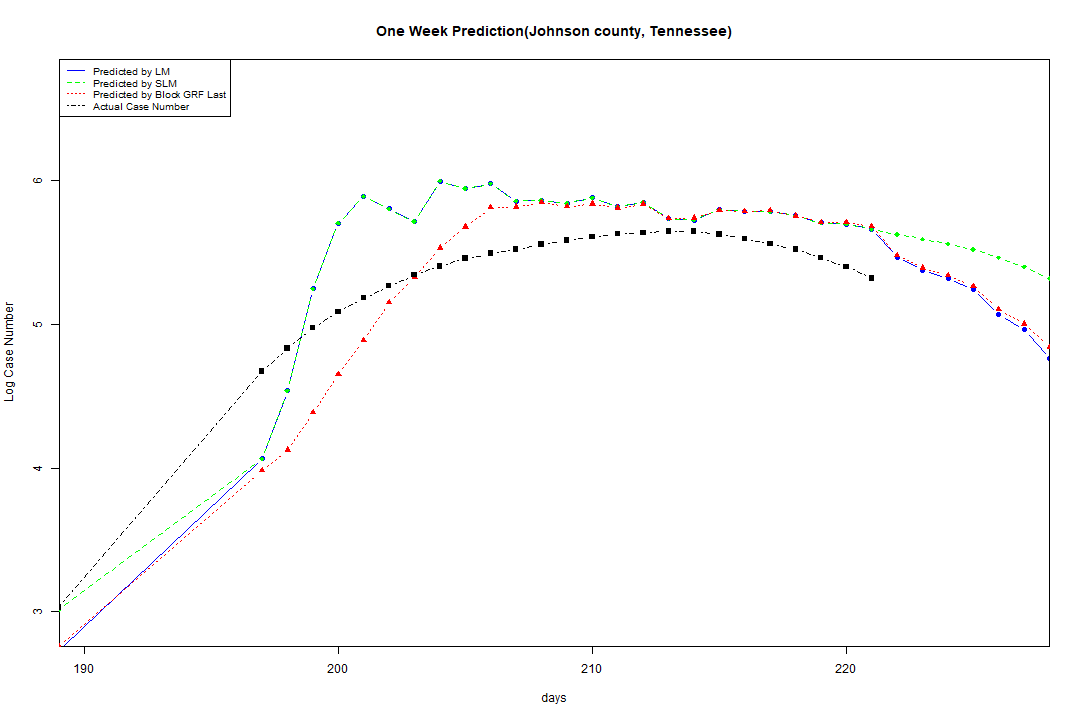 One Week Prediction(Johnson county, Tennessee)
Predicted by LM
Predicted by SLM
Predicted by Block GRF Last
Actual Case Number
6
5
4
3
Log Case Number
190 200 210 220
days